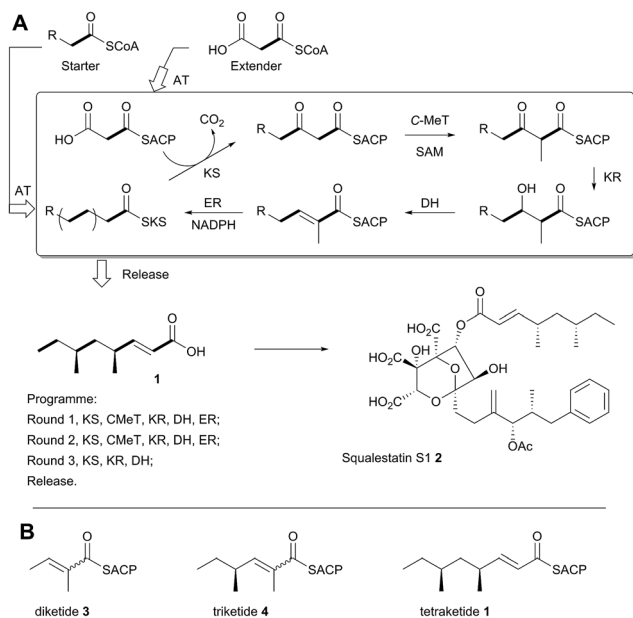 A
R
O
SCoA
Starter
HO
O
O
SCoA
Extender
AT
AT
HO
O
O
SACP
CO2
KS
R
O
O
SACP
C-MeT
SAM
R
O
O
SACP
KR
R
OH
O
SACP
DH
R
O
SACP
ER
NADPH
R
O
SKS
Release
O
OH
1
Programme:
Round 1, KS, CMeT, KR, DH, ER;
Round 2, KS, CMeT, KR, DH, ER;
Round 3, KS, KR, DH;
Release.
O
O
HO2C
OH
HO2C
O
OH
HO2C
O
OAc
Squalestatin S1 2
B
O
SACP
diketide 3
O
SACP
triketide 4
O
SACP
tetraketide 1